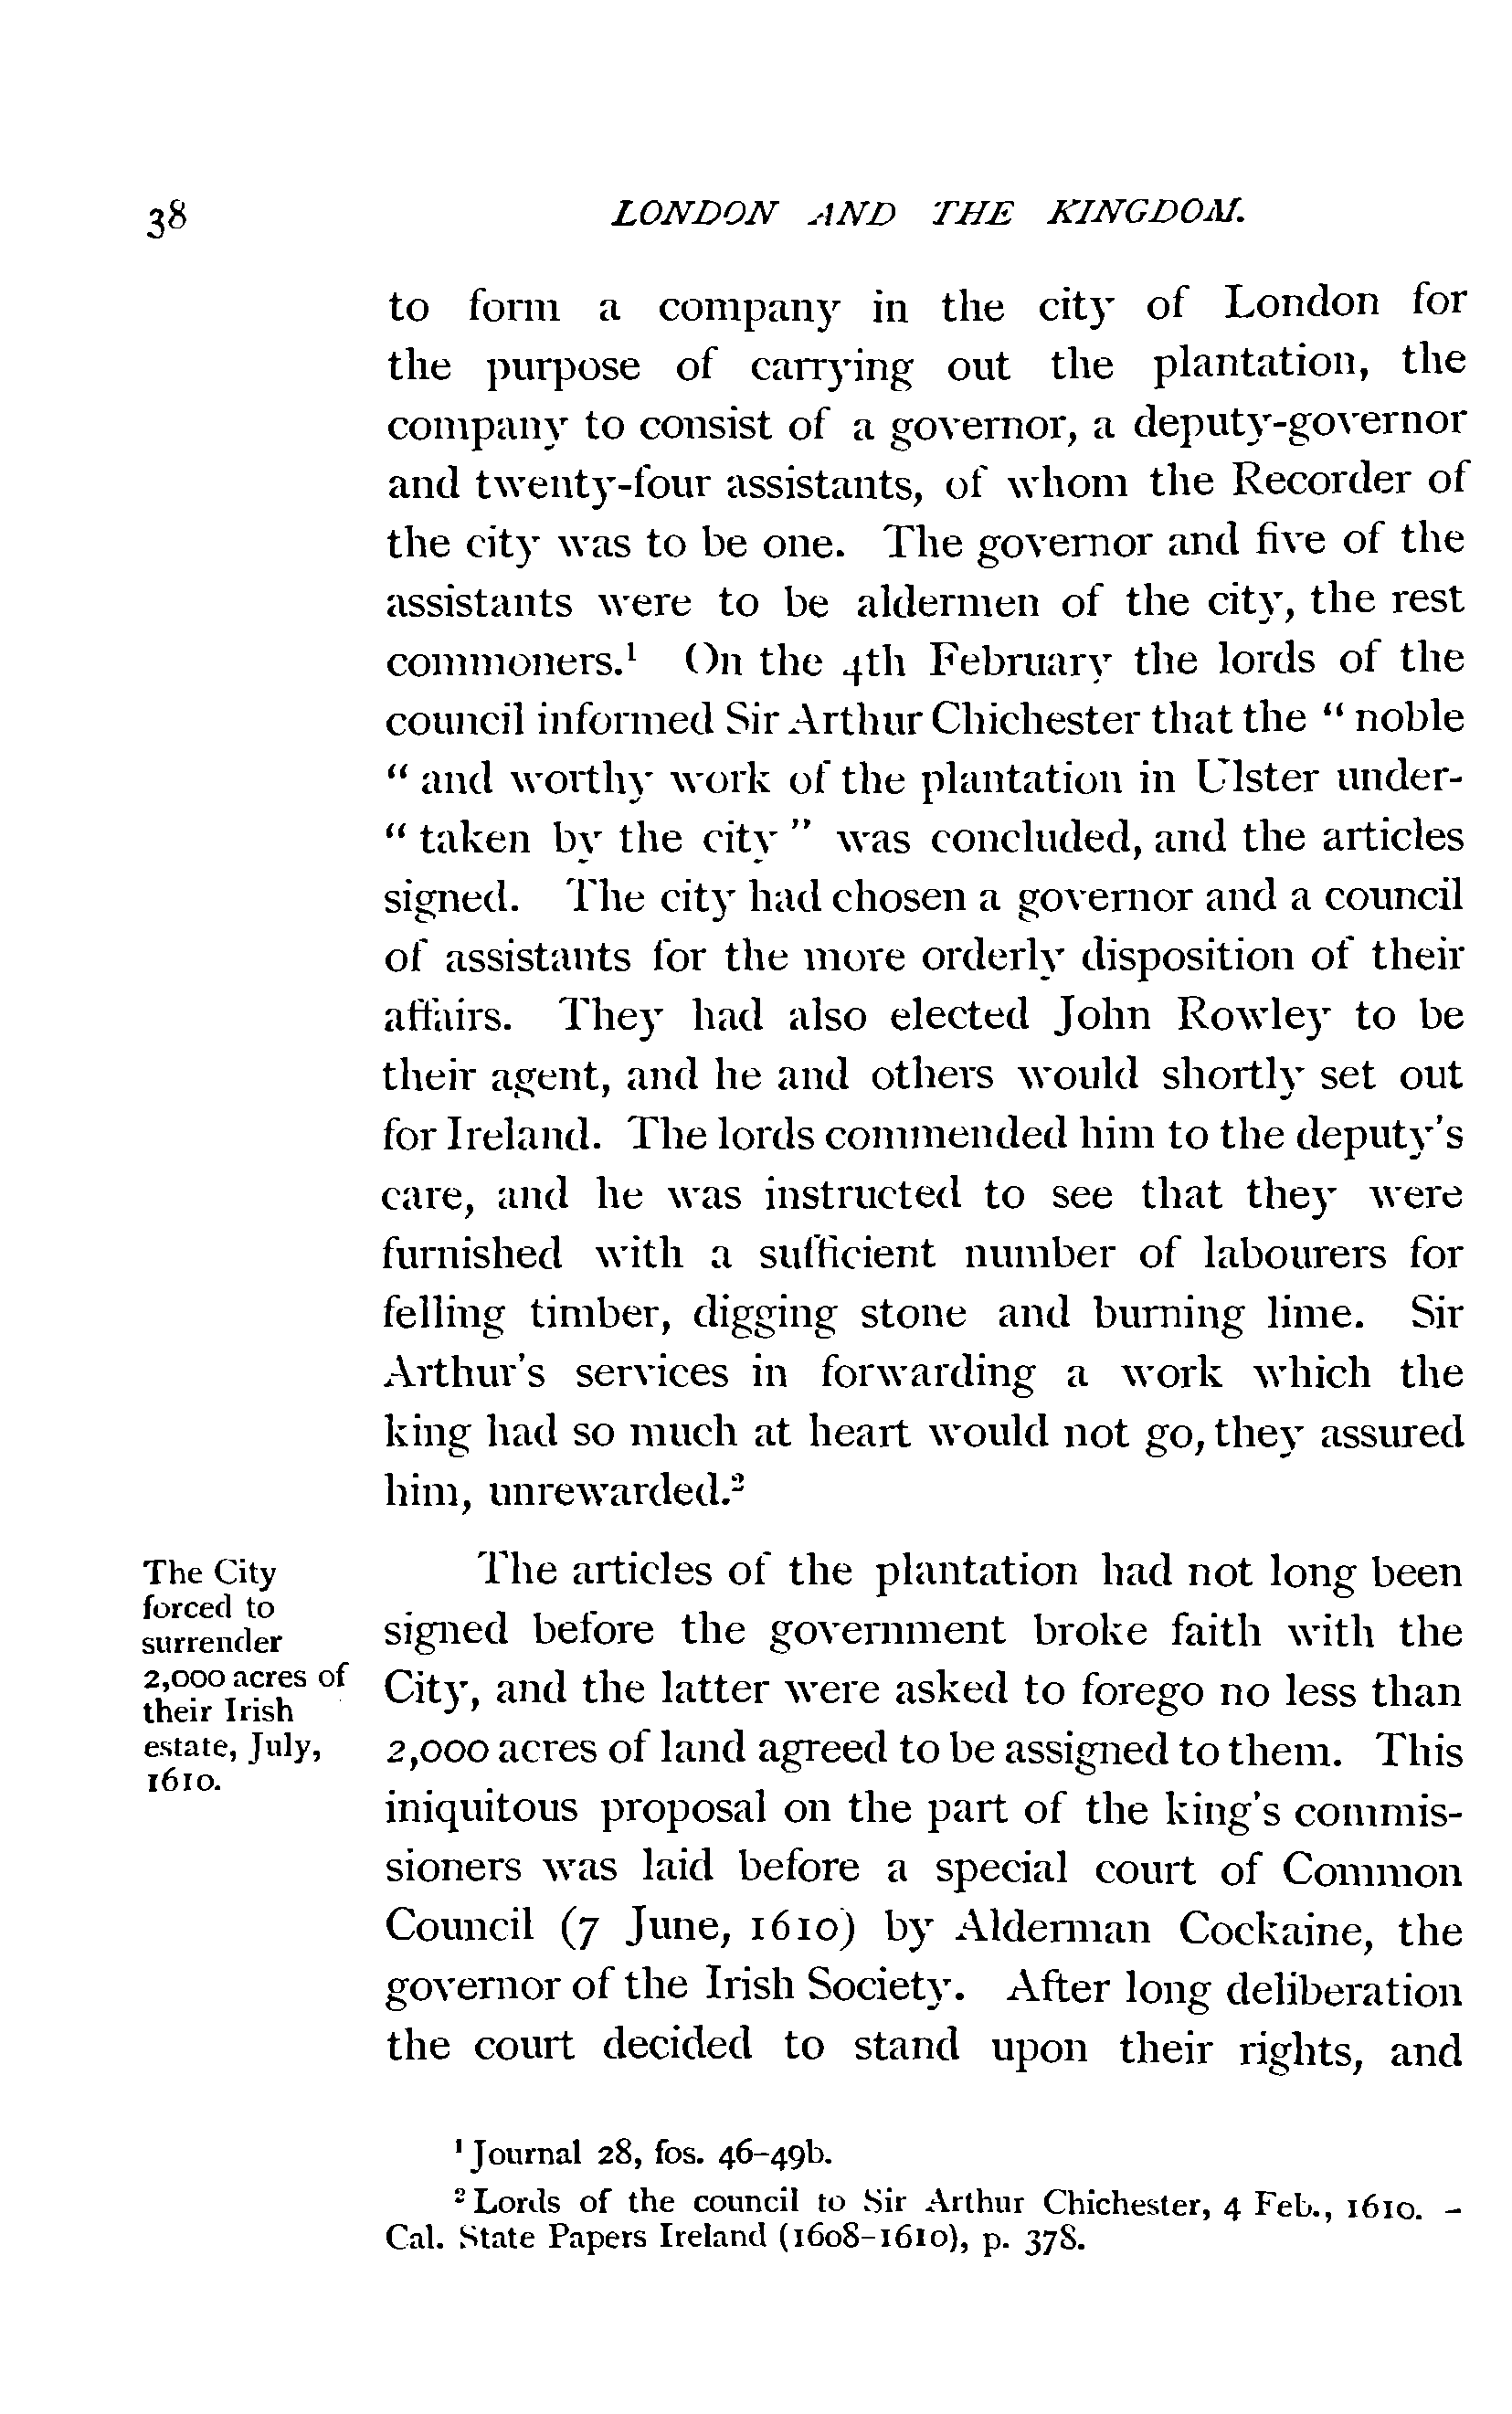 38
LONDON AND THE KINGDOM.
to form a company in the city of London for
the purpose of carrying out the plantation, the
company to consist of a governor, a deputy-governor
and twenty-four assistants, of whom the Recorder of
the city was to be one. The governor and five of the
assistants were to be aldermen of the city, the rest
commoners.¹ On the 4th February the lords of the
council informed Sir Arthur Chichester that the “ noble
“ and worthy work of the plantation in Ulster under-
“ taken by the city ” was concluded, and the articles
signed. The city had chosen a governor and a council
of assistants for the more orderly disposition of their
affairs. They had also elected John Rowley to be
their agent, and he and others would shortly set out
for Ireland. The lords commended him to the deputy's
care, and he was instructed to see that they were
furnished with a sufficient number of labourers for
felling timber, digging stone and burning lime. Sir
Arthur's services in forwarding a work which the
king had so much at heart would not go, they assured
him, unrewarded.²
The City
forced to
surrender
2,000 acres of
their Irish
estate, July,
1610.
The articles of the plantation had not long been
signed before the government broke faith with the
City, and the latter were asked to forego no less than
2,000 acres of land agreed to be assigned to them. This
iniquitous proposal on the part of the king's commis-
sioners was laid before a special court of Common
Council (7 June, 1610) by Alderman Cockaine, the
governor of the Irish Society. After long deliberation
the court decided to stand upon their rights, and
¹ Journal 28, fos. 46-49b.
² Lords of the council to Sir Arthur Chichester, 4 Feb., 1610. –
Cal. State Papers Ireland (1608-1610), p. 378.